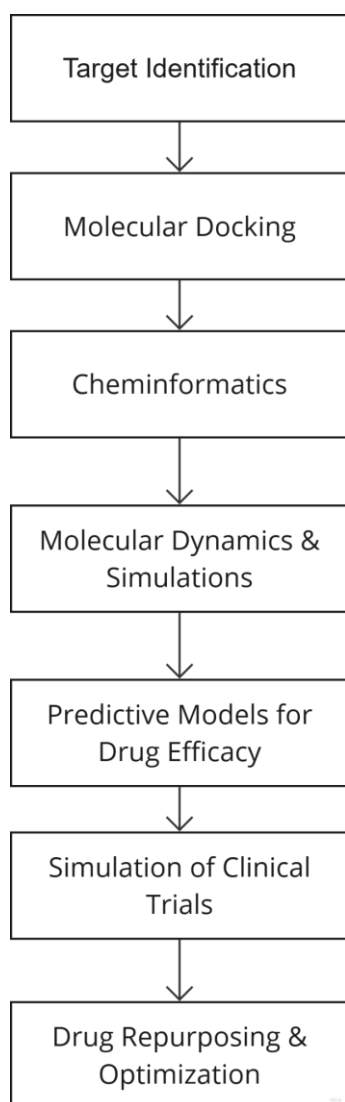 Target Identification
Molecular Docking
Cheminformatics
Molecular Dynamics &
Simulations
Predictive Models for
Drug Efficacy
Simulation of Clinical
Trials
Drug Repurposing &
Optimization